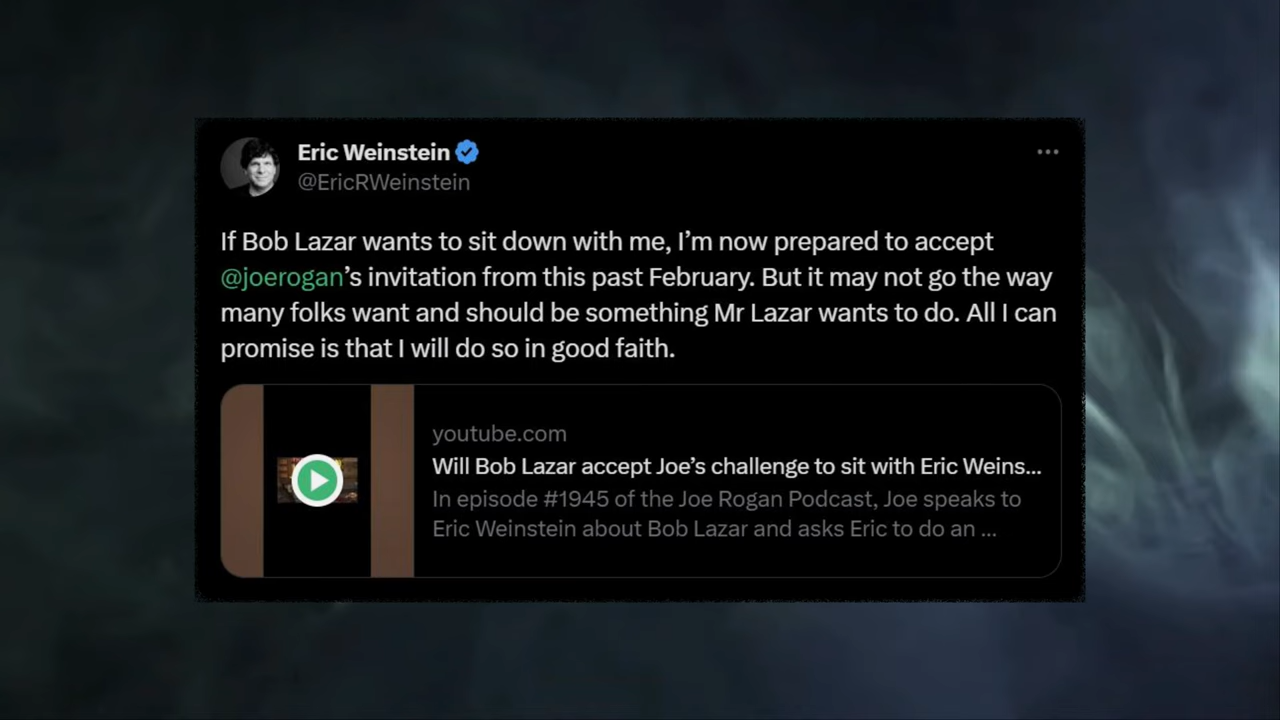 Eric Weinstein
@EricRWeinstein
If Bob Lazar wants to sit down with me, I’m now prepared to accept
@joerogan’s invitation from this past February. But it may not go the way
many folks want and should be something Mr Lazar wants to do. All I can
promise is that I will do so in good faith.
youtube.com
Will Bob Lazar accept Joe’s challenge to sit with Eric Weins...
In episode #1945 of the Joe Rogan Podcast, Joe speaks to
Eric Weinstein about Bob Lazar and asks Eric to do an ...